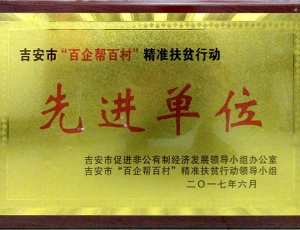 吉安市“百企帮百村”精准扶贫行动
先进单位
吉安市促进非公有制经济发展领导小组办公室
吉安市“百企帮百村”精准扶贫行动领导小组
二〇一七年六月